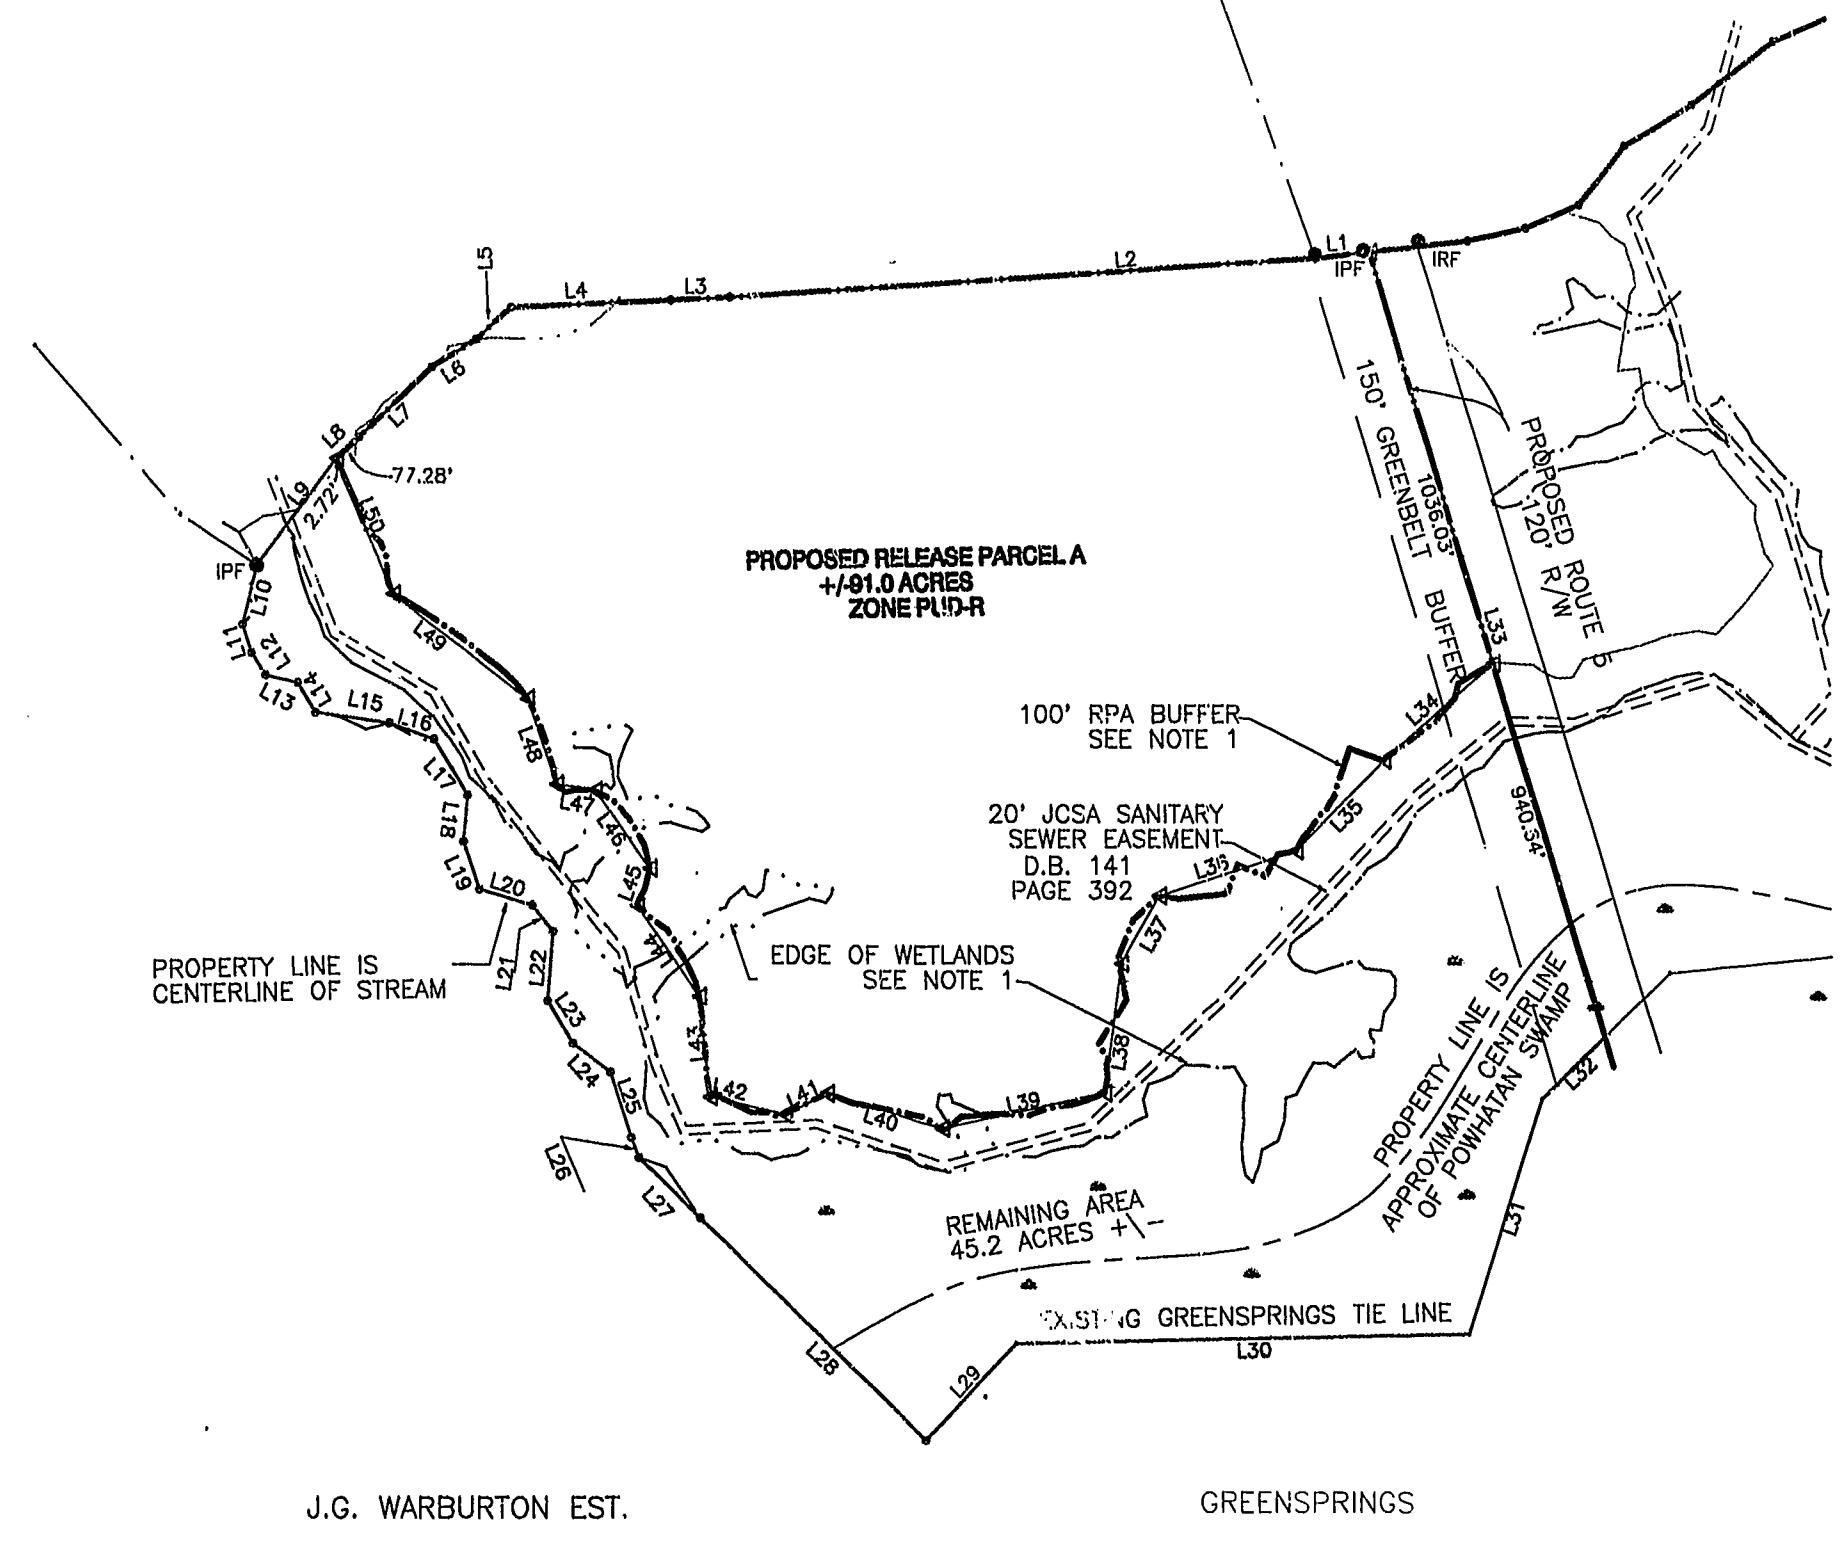 L1
IPF
IRF
L2
L3
L4
L5
L6
L7
L8
77.28'
L9
2.72'
L50
IPF
L10
L11
L12
L13
L14
L15
L16
L17
L18
L19
L20
L21
L22
L23
L24
L25
L26
L27
L28
L29
L30
L31
L32
L33
L34
L35
L36
L37
L38
L39
L40
L41
L42
L43
L44
L45
L46
L47
L48
L49
PROPOSED RELEASE PARCEL A
+/-91.0 ACRES
ZONE PUD-R
150' GREENBELT BUFFER
1036.03'
PROPOSED ROUTE 5
120' R/W
100' RPA BUFFER
SEE NOTE 1
20' JCSA SANITARY
SEWER EASEMENT
D.B. 141
PAGE 392
940.34'
EDGE OF WETLANDS
SEE NOTE 1
PROPERTY LINE IS
CENTERLINE OF STREAM
PROPERTY LINE IS
APPROXIMATE CENTERLINE
OF POWHATAN SWAMP
REMAINING AREA
45.2 ACRES +\-
EXISTING GREENSPRINGS TIE LINE
J.G. WARBURTON EST.
GREENSPRINGS